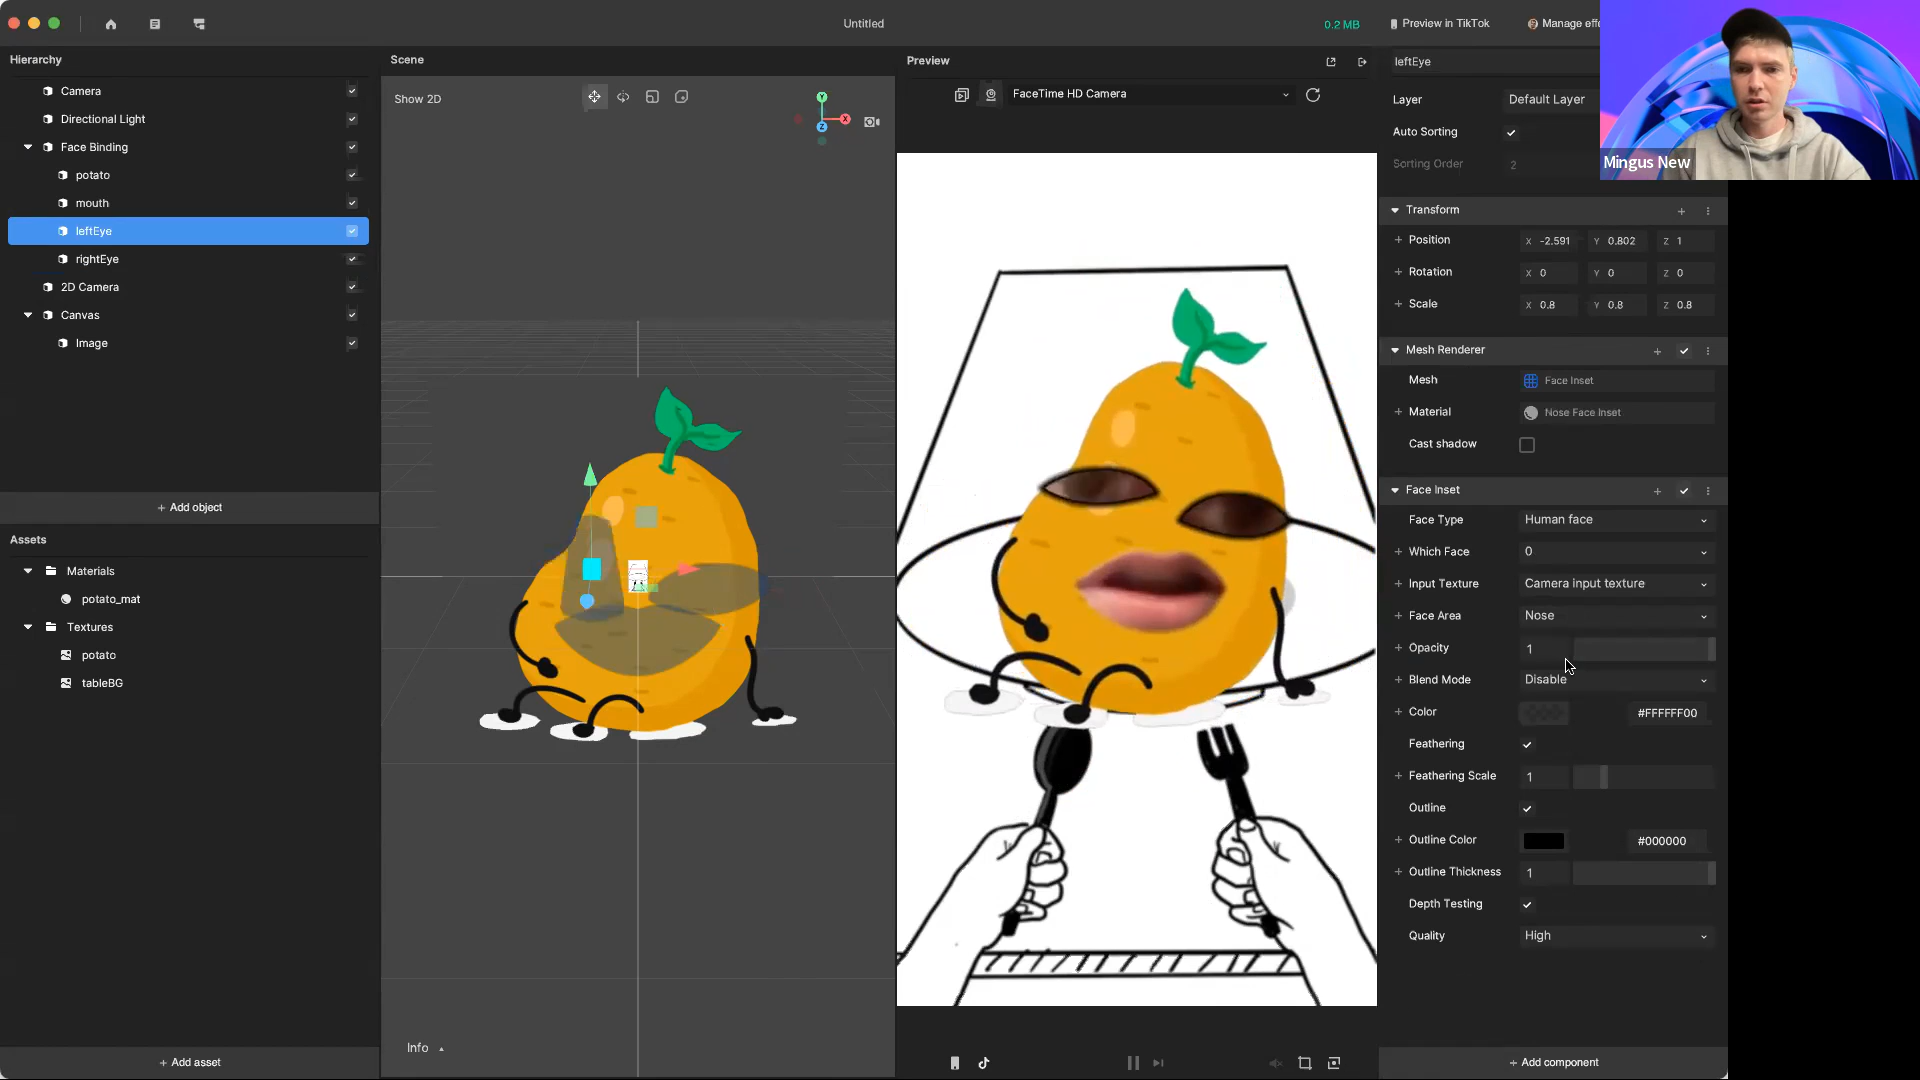 Untitled
0.2 MB
Preview in TikTok
Manage effe
Hierarchy
Camera
Directional Light
Face Binding
potato
mouth
leftEye
rightEye
2D Camera
Canvas
Image
+ Add object
Assets
Materials
potato_mat
Textures
potato
tableBG
+ Add asset
Scene
Show 2D
Y
X
Z
Info
Preview
FaceTime HD Camera
leftEye
Layer
Default Layer
Auto Sorting
Sorting Order
2
Mingus New
Transform
Position X -2.591 Y 0.802 Z 1
Rotation X 0 Y 0 Z 0
Scale X 0.8 Y 0.8 Z 0.8
Mesh Renderer
Mesh Face Inset
Material Nose Face Inset
Cast shadow
Face Inset
Face Type Human face
Which Face 0
Input Texture Camera input texture
Face Area Nose
Opacity 1
Blend Mode Disable
Color #FFFFFF00
Feathering
Feathering Scale 1
Outline
Outline Color #000000
Outline Thickness 1
Depth Testing
Quality High
+ Add component